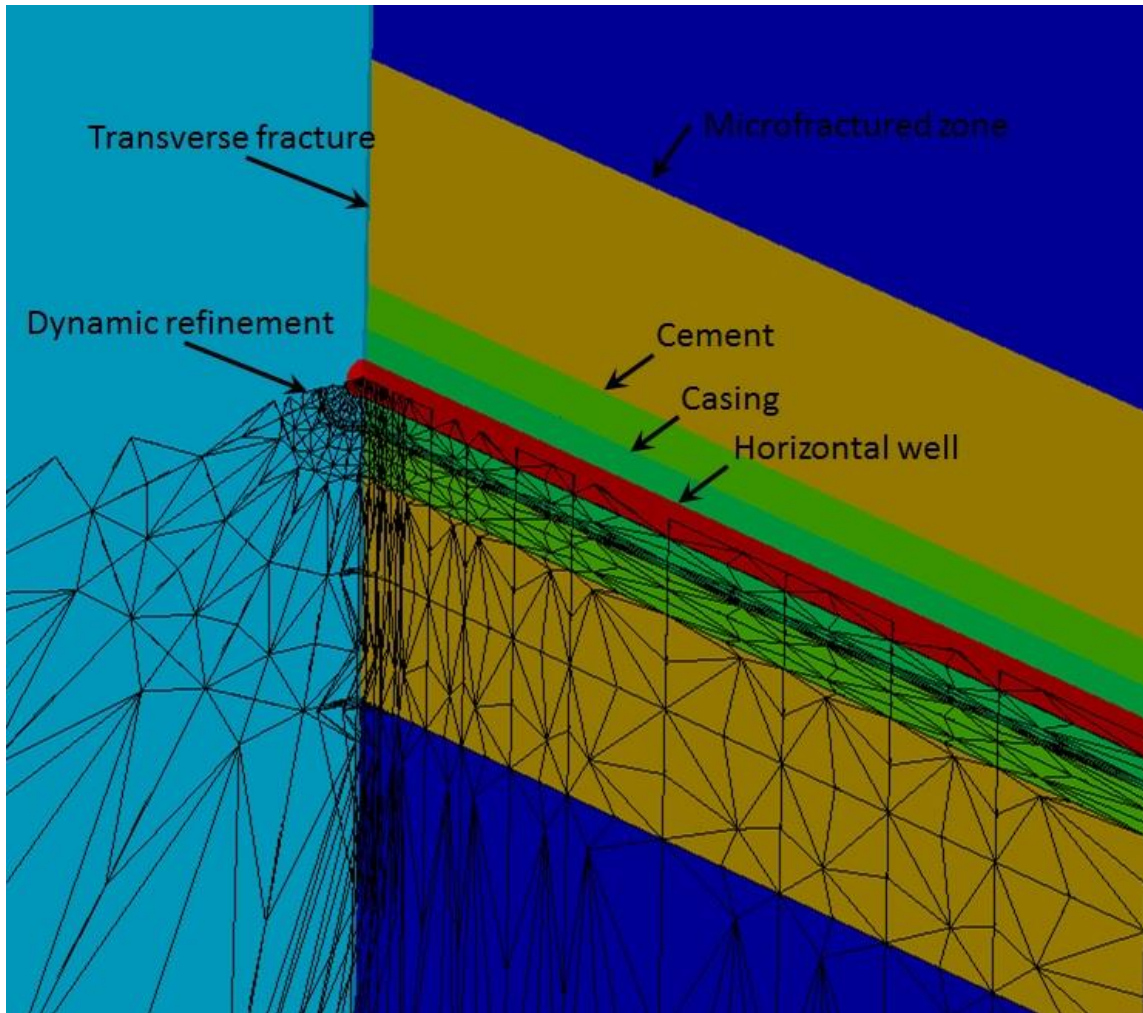 Microfractured zone
Transverse fracture
Dynamic refinement
Cement
Casing
Horizontal well